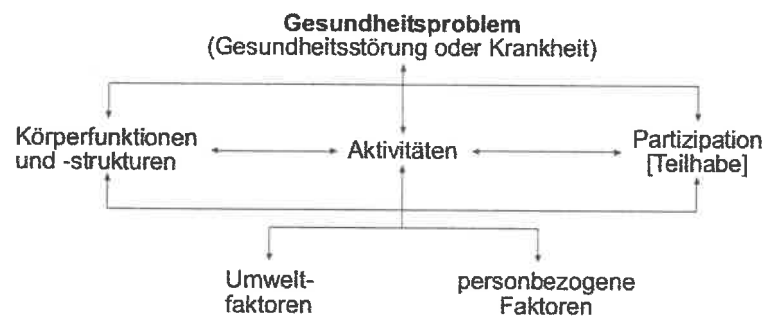 Gesundheitsproblem
(Gesundheitsstörung oder Krankheit)
Körperfunktionen
und -strukturen
Aktivitäten
Partizipation
[Teilhabe]
Umwelt-
faktoren
personbezogene
Faktoren